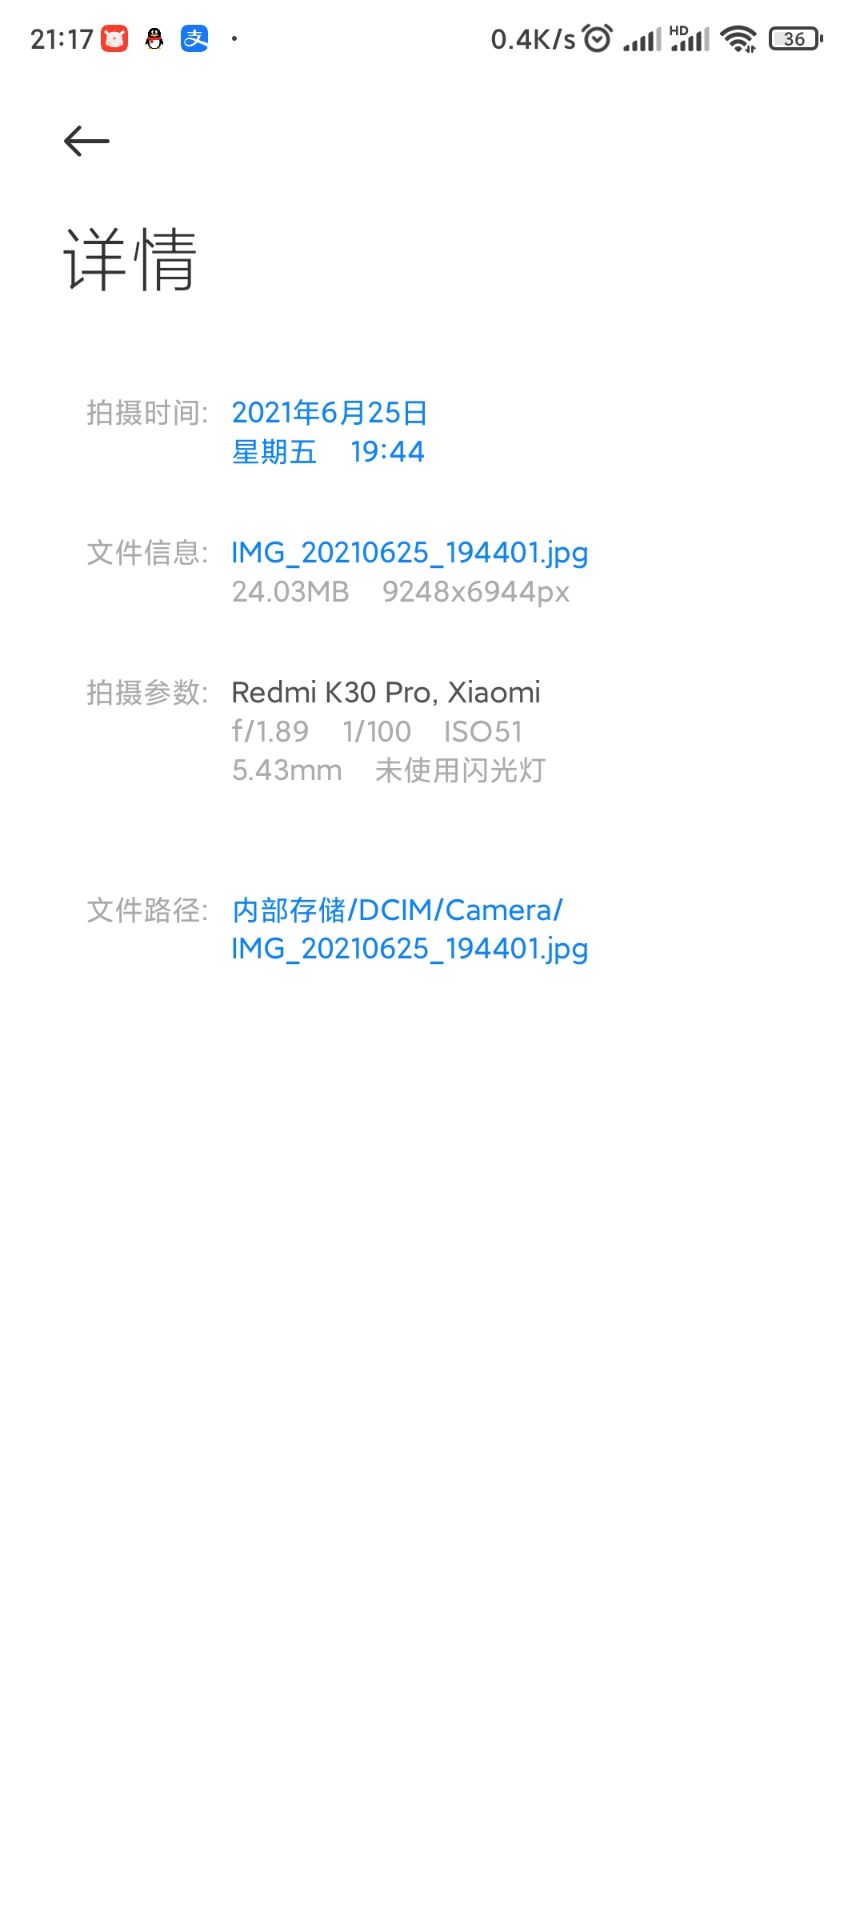 21:17 支 · 0.4K/s HD 36
详情
拍摄时间: 2021年6月25日
星期五 19:44
文件信息: IMG_20210625_194401.jpg
24.03MB 9248x6944px
拍摄参数: Redmi K30 Pro, Xiaomi
f/1.89 1/100 ISO51
5.43mm 未使用闪光灯
文件路径: 内部存储/DCIM/Camera/
IMG_20210625_194401.jpg